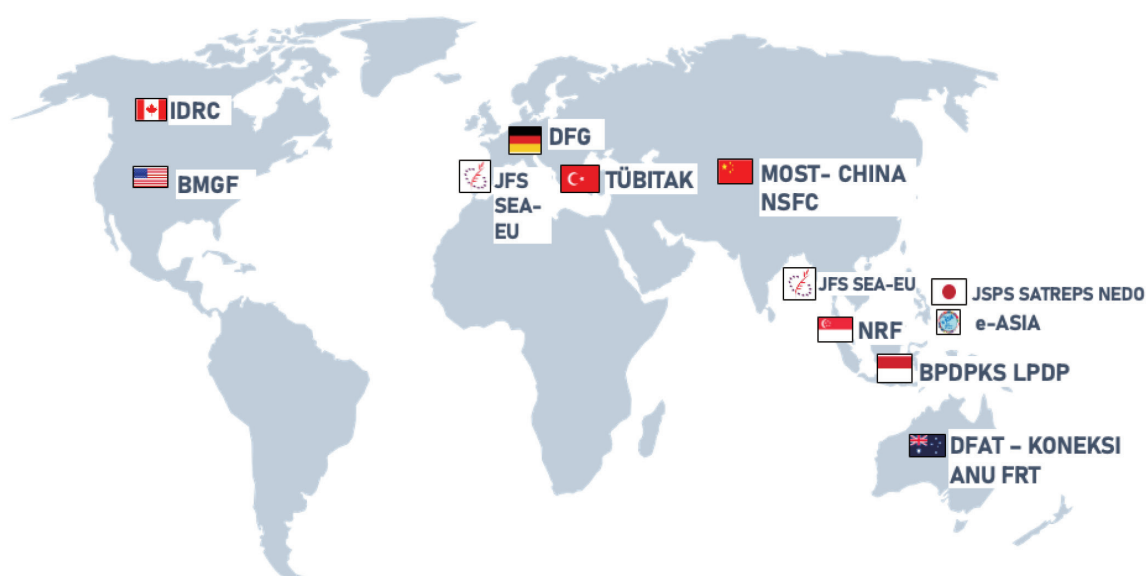 IDRC
BMGF
DFG
JFS
SEA-
EU
TÜBITAK
MOST- CHINA
NSFC
JFS SEA-EU
JSPS SATREPS NEDO
e-ASIA
NRF
BPDPKS LPDP
DFAT – KONEKSI
ANU FRT